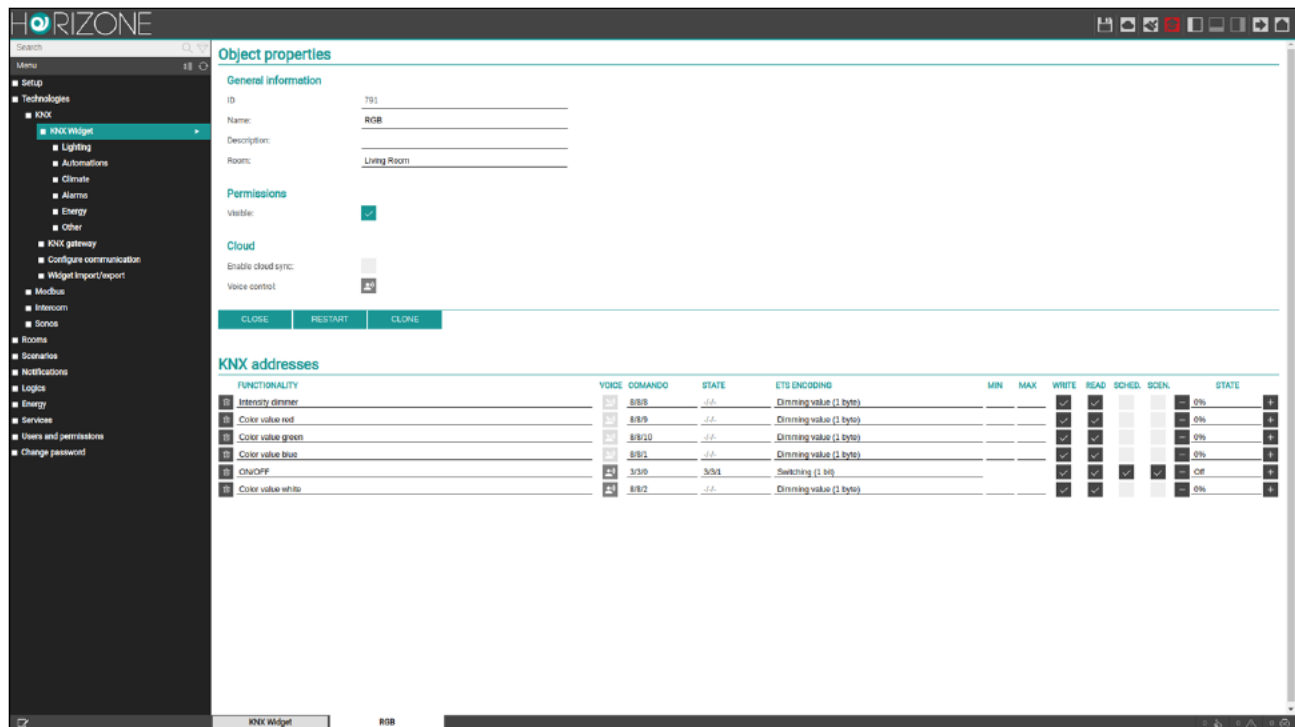 HORIZONE
Search
Menu
Setup
Technologies
KNX
KNX Widget
Lighting
Automations
Climate
Alarms
Energy
Other
KNX gateway
Configure communication
Widget import/export
Modbus
Intercom
Sonos
Rooms
Scenarios
Notifications
Logics
Energy
Services
Users and permissions
Change password
Object properties
General information
ID 791
Name: RGB
Description:
Room: Living Room
Permissions
Visible:
Cloud
Enable cloud sync:
Voice control:
CLOSE RESTART CLONE
KNX addresses
FUNCTIONALITY VOICE COMANDO STATE ETS ENCODING MIN MAX WRITE READ SCHED. SCEN. STATE
Intensity dimmer 8/8/8 -/-/- Dimming value (1 byte) 0%
Color value red 8/8/9 -/-/- Dimming value (1 byte) 0%
Color value green 8/8/10 -/-/- Dimming value (1 byte) 0%
Color value blue 8/8/1 -/-/- Dimming value (1 byte) 0%
ON/OFF 3/3/0 3/3/1 Switching (1 bit) Off
Color value white 8/8/2 -/-/- Dimming value (1 byte) 0%
KNX Widget RGB
0 0 0